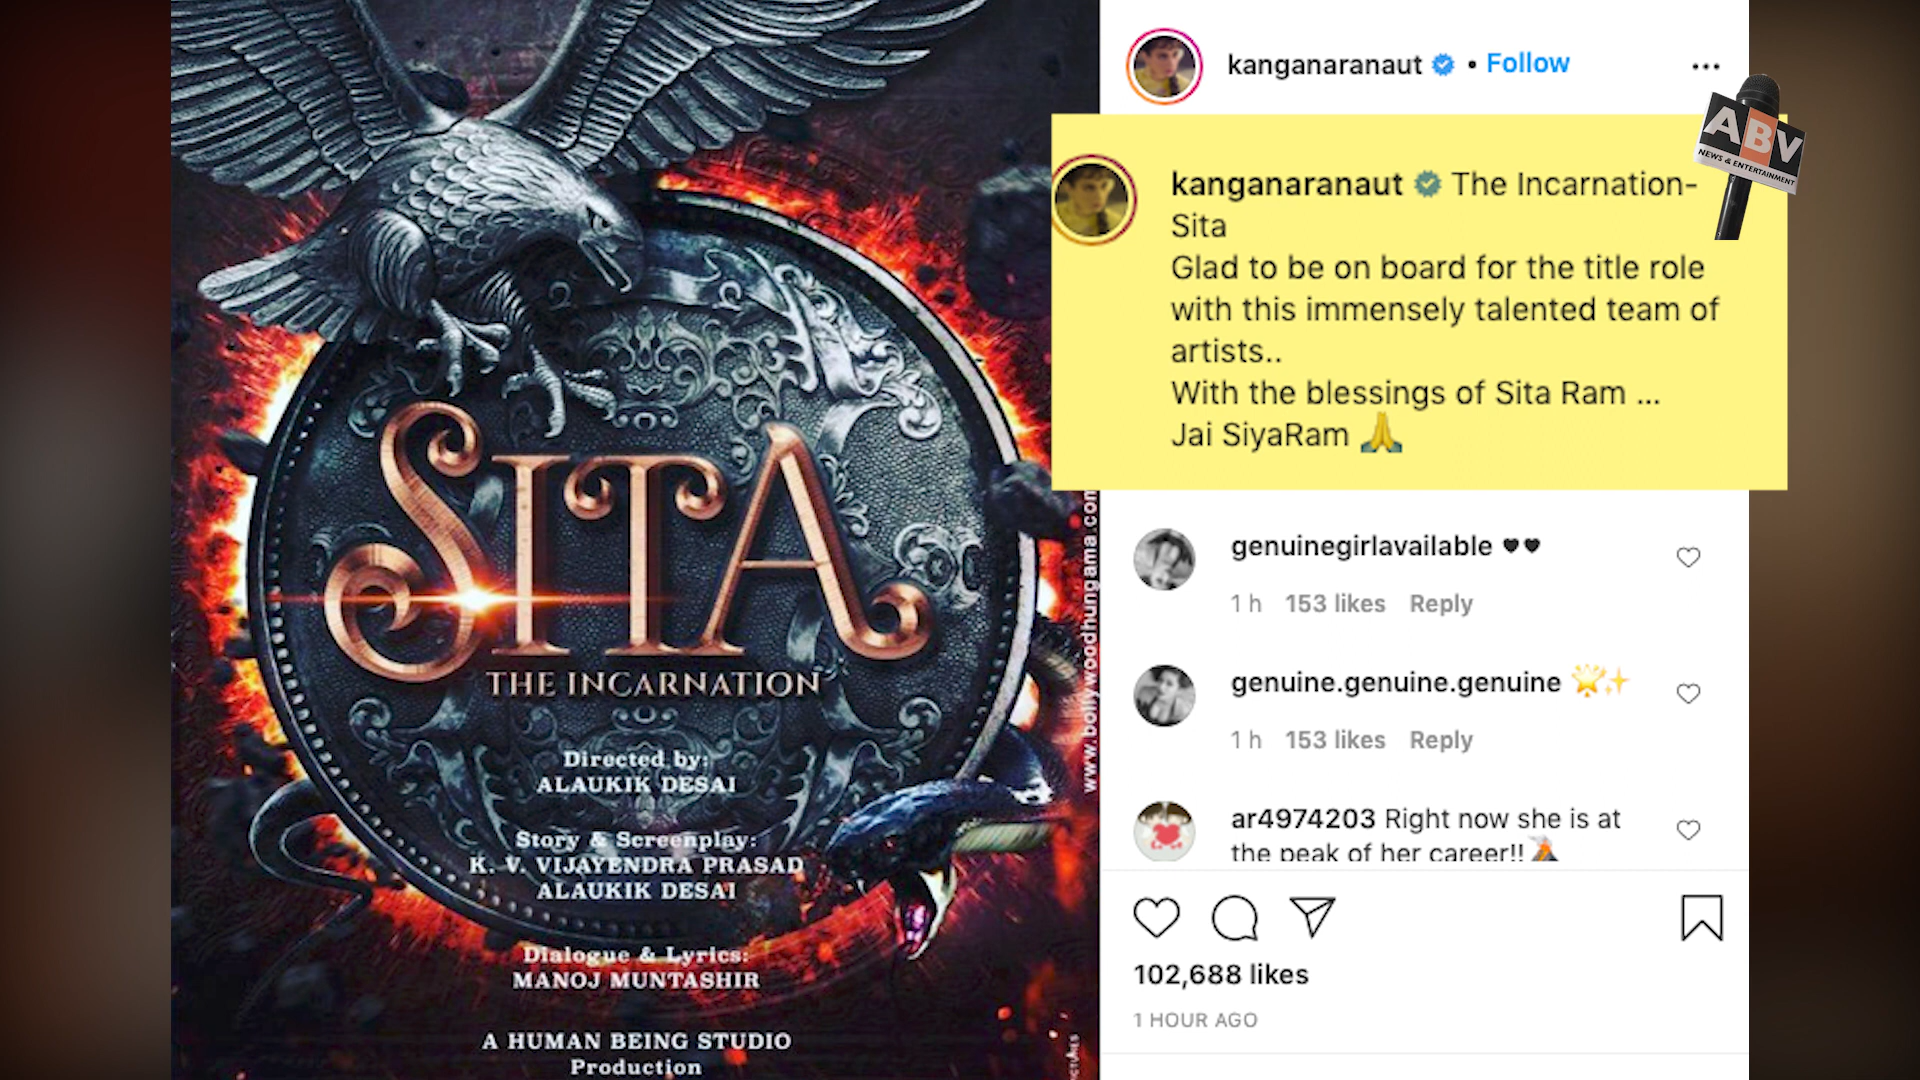 kanganaranaut • Follow
ABV
NEWS & ENTERTAINMENT
kanganaranaut The Incarnation-
Sita
Glad to be on board for the title role
with this immensely talented team of
artists..
With the blessings of Sita Ram ...
Jai SiyaRam 🙏
genuinegirlavailable 🖤🖤
1 h 153 likes Reply
genuine.genuine.genuine 🌟✨
1 h 153 likes Reply
ar4974203 Right now she is at
the peak of her career!! 🌋
102,688 likes
1 HOUR AGO
SITA
THE INCARNATION
Directed by:
ALAUKIK DESAI
Story & Screenplay:
K. V. VIJAYENDRA PRASAD
ALAUKIK DESAI
Dialogue & Lyrics:
MANOJ MUNTASHIR
A HUMAN BEING STUDIO
Production
www.bollywoodhungama.com